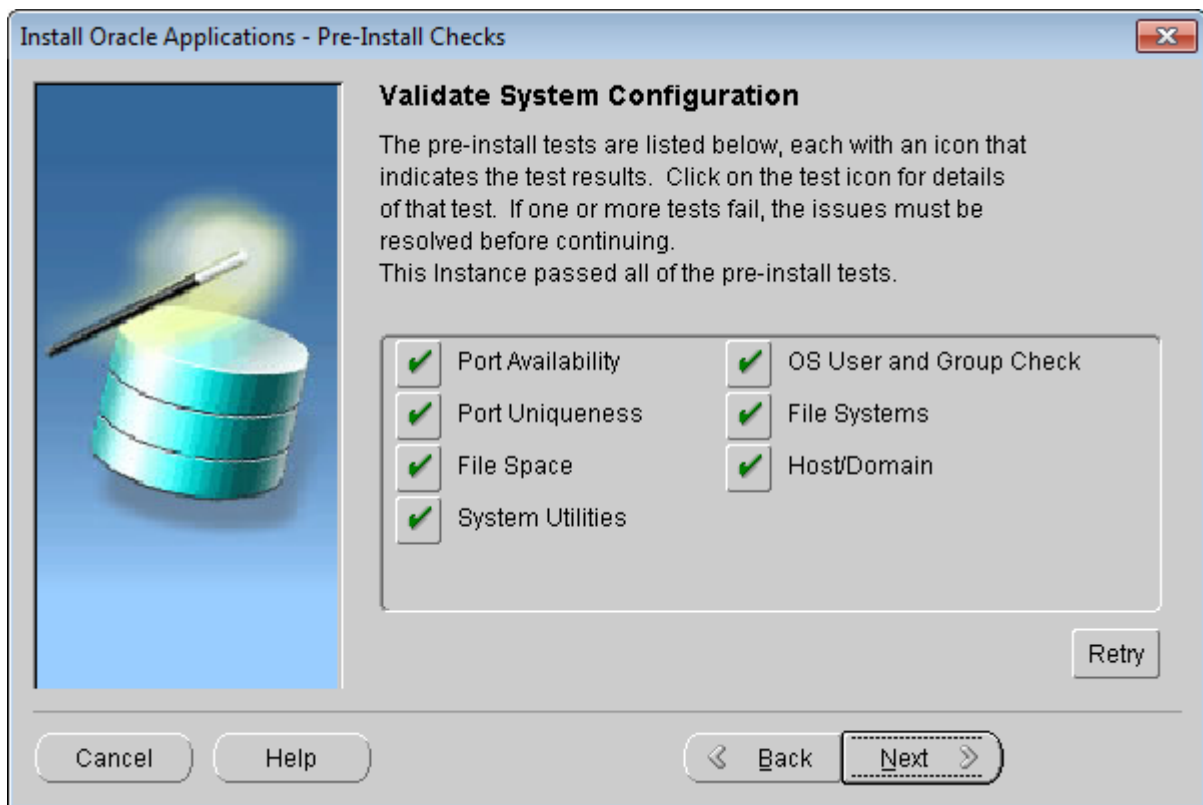 Install Oracle Applications - Pre-Install Checks
Validate System Configuration
The pre-install tests are listed below, each with an icon that
indicates the test results. Click on the test icon for details
of that test. If one or more tests fail, the issues must be
resolved before continuing.
This Instance passed all of the pre-install tests.
Port Availability
OS User and Group Check
Port Uniqueness
File Systems
File Space
Host/Domain
System Utilities
Retry
Cancel
Help
Back
Next